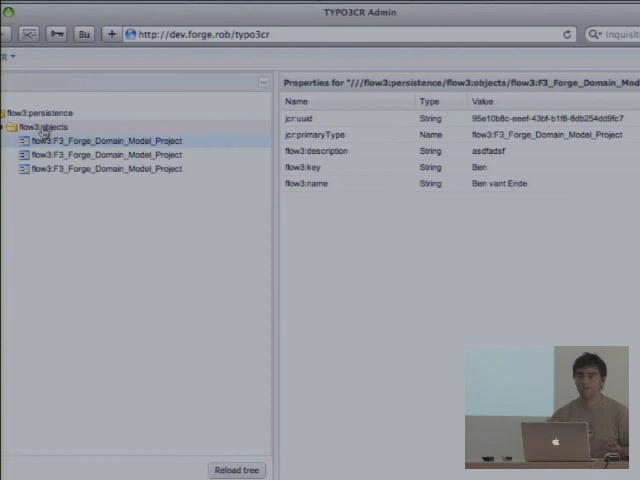 TYPO3CR Admin
Bu
+
http://dev.forge.rob/typo3cr
Inquisit
R
Properties for "///flow3:persistence/flow3:objects/flow3:F3_Forge_Domain_Mod
Name Type Value
flow3:persistence
flow3:objects
flow3:F3_Forge_Domain_Model_Project
flow3:F3_Forge_Domain_Model_Project
flow3:F3_Forge_Domain_Model_Project
jcr:uuid String 95e10b8c-eeef-43bf-b1f8-8db254dd9fc7
jcr:primaryType Name flow3:F3_Forge_Domain_Model_Project
flow3:description String asdfadsf
flow3:key String Ben
flow3:name String Ben vant Ende
Reload tree